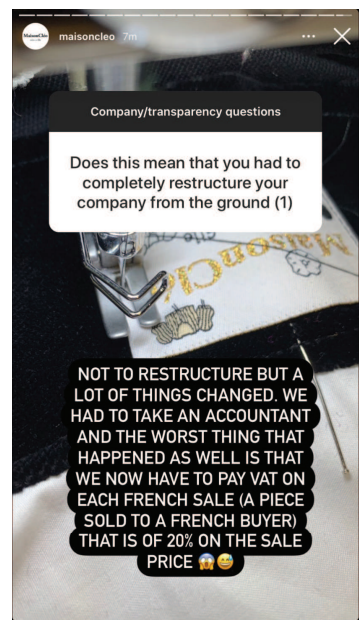 MaisonCléo
maisoncleo 7m
Company/transparency questions
Does this mean that you had to
completely restructure your
company from the ground (1)
MaisonCléo
NOT TO RESTRUCTURE BUT A
LOT OF THINGS CHANGED. WE
HAD TO TAKE AN ACCOUNTANT
AND THE WORST THING THAT
HAPPENED AS WELL IS THAT
WE NOW HAVE TO PAY VAT ON
EACH FRENCH SALE (A PIECE
SOLD TO A FRENCH BUYER)
THAT IS OF 20% ON THE SALE
PRICE 😱😅